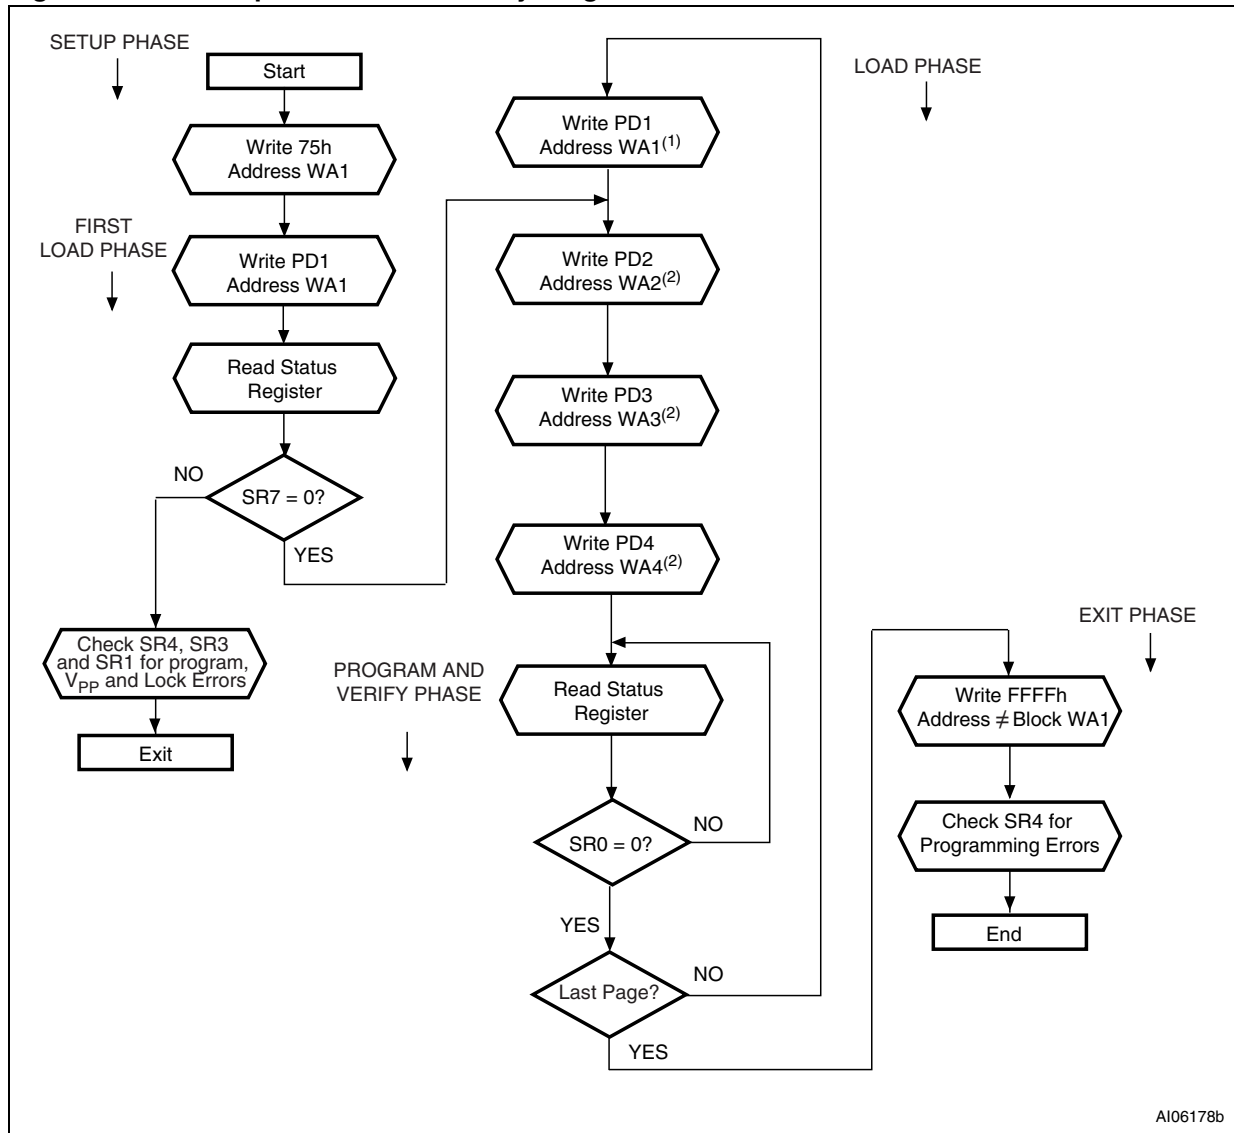 SETUP PHASE
Start
Write 75h
Address WA1
FIRST
LOAD PHASE
Write PD1
Address WA1
Read Status
Register
NO
SR7 = 0?
YES
Check SR4, SR3
and SR1 for program,
VPP and Lock Errors
Exit
LOAD PHASE
Write PD1
Address WA1(1)
Write PD2
Address WA2(2)
Write PD3
Address WA3(2)
Write PD4
Address WA4(2)
PROGRAM AND
VERIFY PHASE
Read Status
Register
NO
SR0 = 0?
YES
NO
Last Page?
YES
EXIT PHASE
Write FFFFh
Address ≠ Block WA1
Check SR4 for
Programming Errors
End
AI06178b